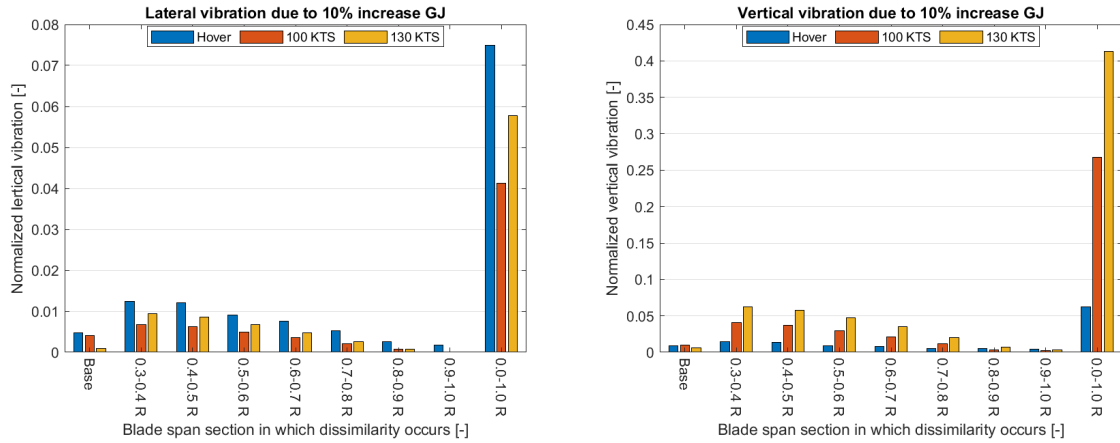 Lateral vibration due to 10% increase GJ
Hover 100 KTS 130 KTS
Normalized lertical vibration [-]
0.08
0.07
0.06
0.05
0.04
0.03
0.02
0.01
0
Base
0.3-0.4 R
0.4-0.5 R
0.5-0.6 R
0.6-0.7 R
0.7-0.8 R
0.8-0.9 R
0.9-1.0 R
0.0-1.0 R
Blade span section in which dissimilarity occurs [-]
Vertical vibration due to 10% increase GJ
Hover 100 KTS 130 KTS
Normalized vertical vibration [-]
0.45
0.4
0.35
0.3
0.25
0.2
0.15
0.1
0.05
0
Base
0.3-0.4 R
0.4-0.5 R
0.5-0.6 R
0.6-0.7 R
0.7-0.8 R
0.8-0.9 R
0.9-1.0 R
0.0-1.0 R
Blade span section in which dissimilarity occurs [-]